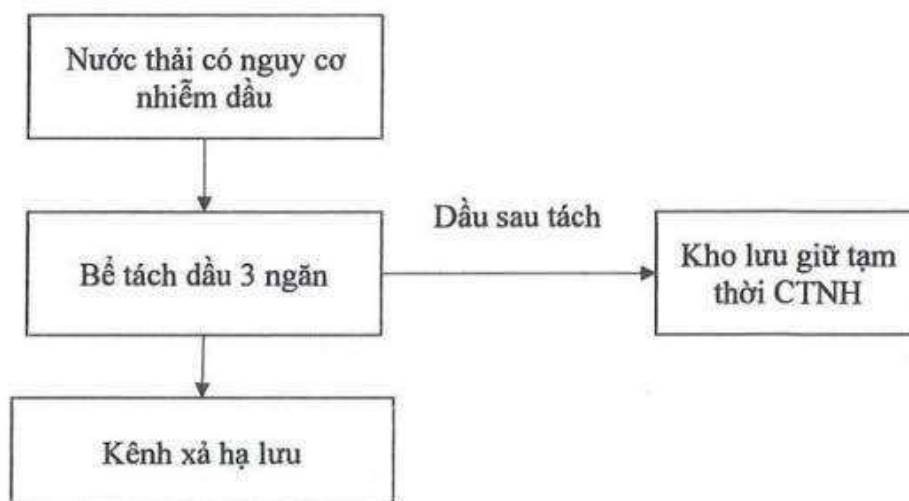 Nước thải có nguy cơ
nhiễm dầu
Dầu sau tách
Bể tách dầu 3 ngăn
Kho lưu giữ tạm
thời CTNH
Kênh xả hạ lưu